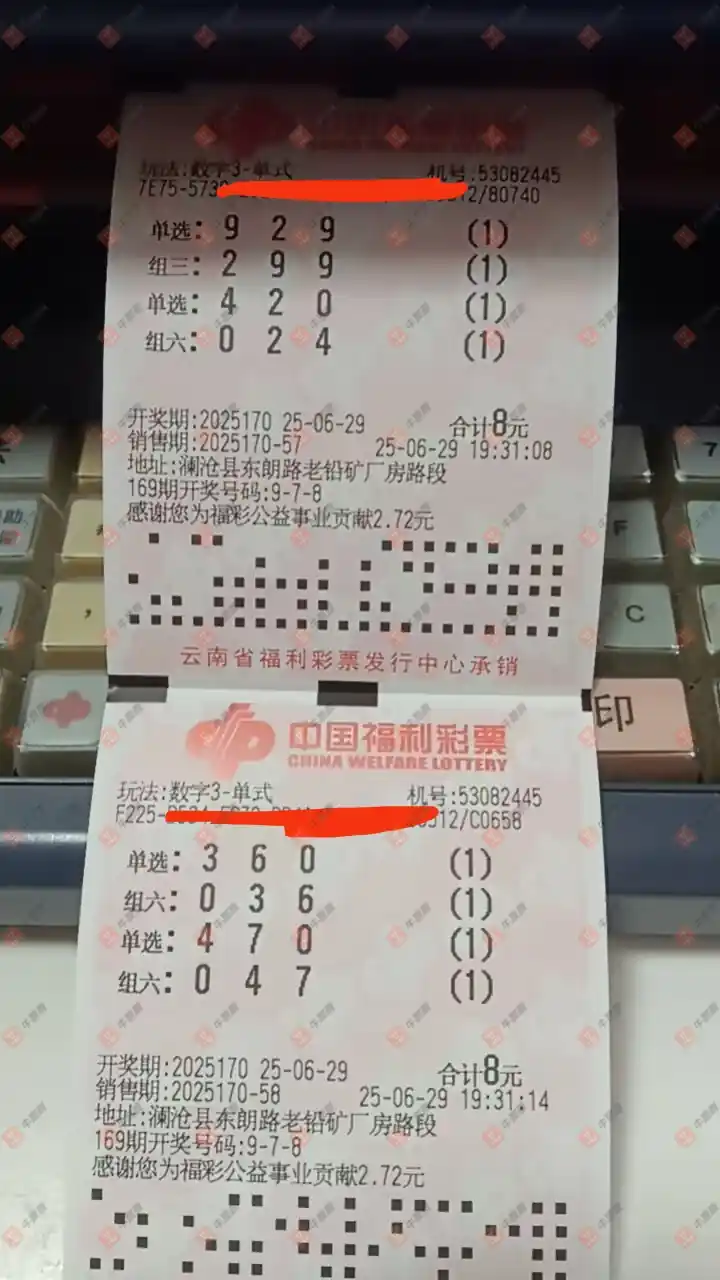 玩法:数字3-单式 机号:53082445
7E75-573 12/80740
单选: 9 2 9 (1)
组三: 2 9 9 (1)
单选: 4 2 0 (1)
组六: 0 2 4 (1)
开奖期:2025170 25-06-29 合计8元
销售期:2025170-57 25-06-29 19:31:08
地址:澜沧县东朗路老铅矿厂房路段
169期开奖号码:9-7-8
感谢您为福彩公益事业贡献2.72元
云南省福利彩票发行中心承销
中国福利彩票
CHINA WELFARE LOTTERY
玩法:数字3-单式 机号:53082445
F225- 312/C0658
单选: 3 6 0 (1)
组六: 0 3 6 (1)
单选: 4 7 0 (1)
组六: 0 4 7 (1)
开奖期:2025170 25-06-29 合计8元
销售期:2025170-58 25-06-29 19:31:14
地址:澜沧县东朗路老铅矿厂房路段
169期开奖号码:9-7-8
感谢您为福彩公益事业贡献2.72元
印
F
C
7
助